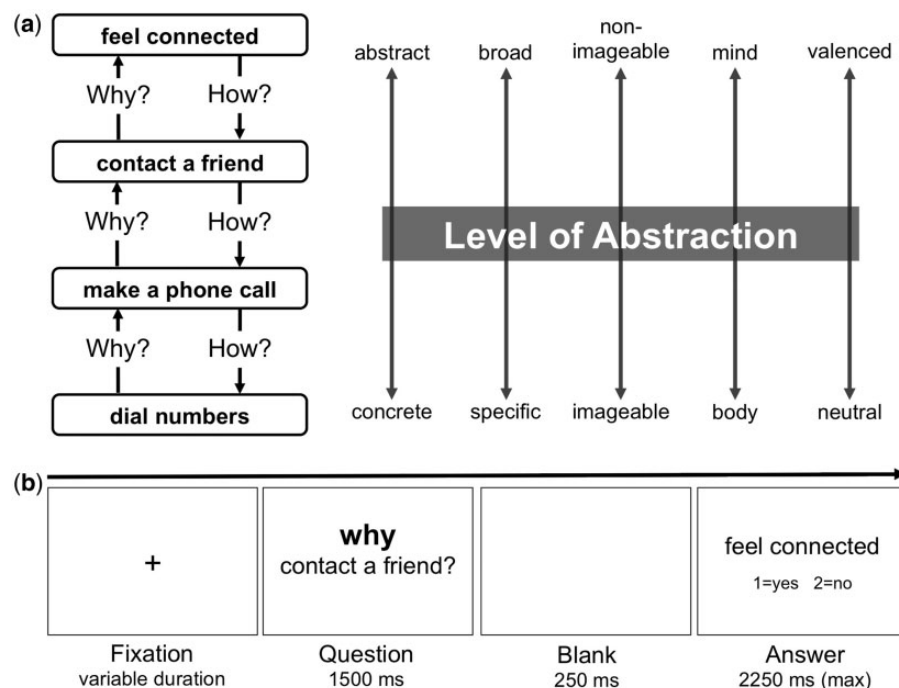 (a)
feel connected
Why? How?
contact a friend
Why? How?
make a phone call
Why? How?
dial numbers
non-
abstract broad imageable mind valenced
Level of Abstraction
concrete specific imageable body neutral
(b)
+
why
contact a friend?
feel connected
1=yes 2=no
Fixation Question Blank Answer
variable duration 1500 ms 250 ms 2250 ms (max)